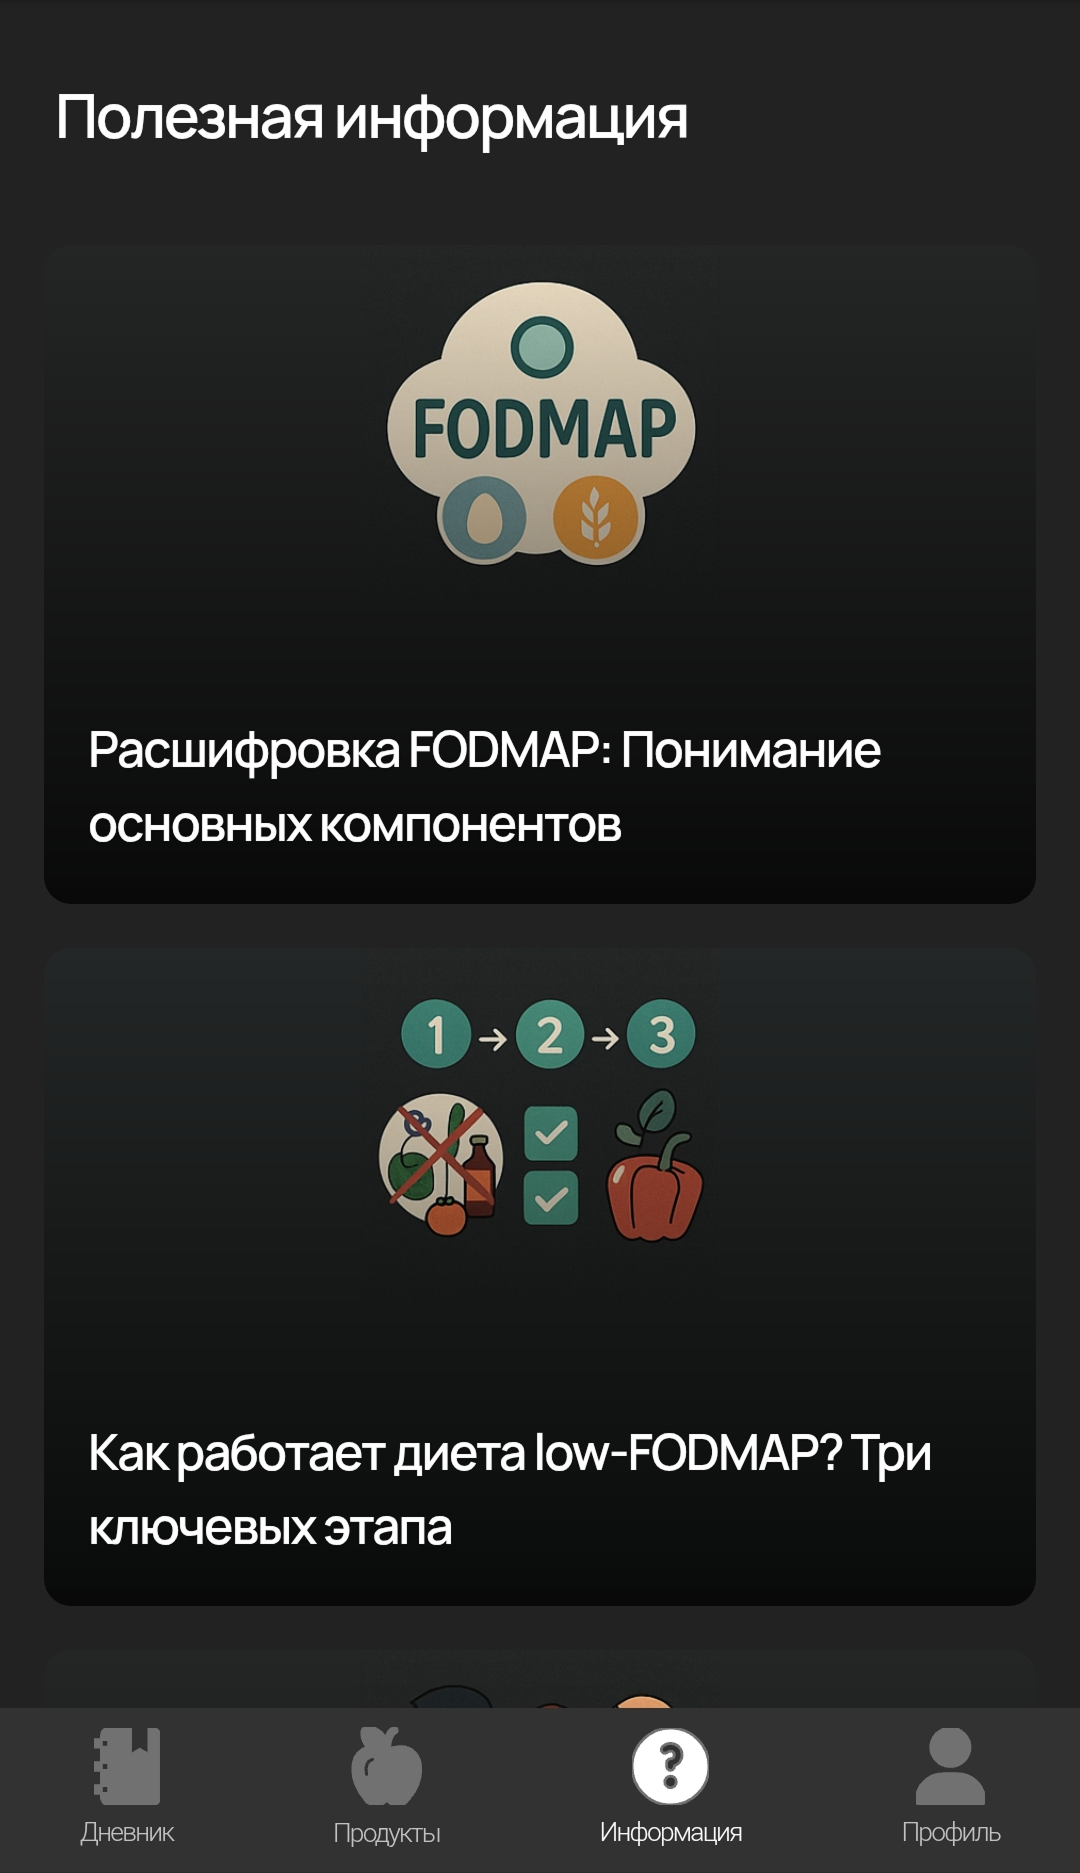 Полезная информация
FODMAP
Расшифровка FODMAP: Понимание
основных компонентов
1 → 2 → 3
Как работает диета low-FODMAP? Три
ключевых этапа
?
Дневник Продукты Информация Профиль